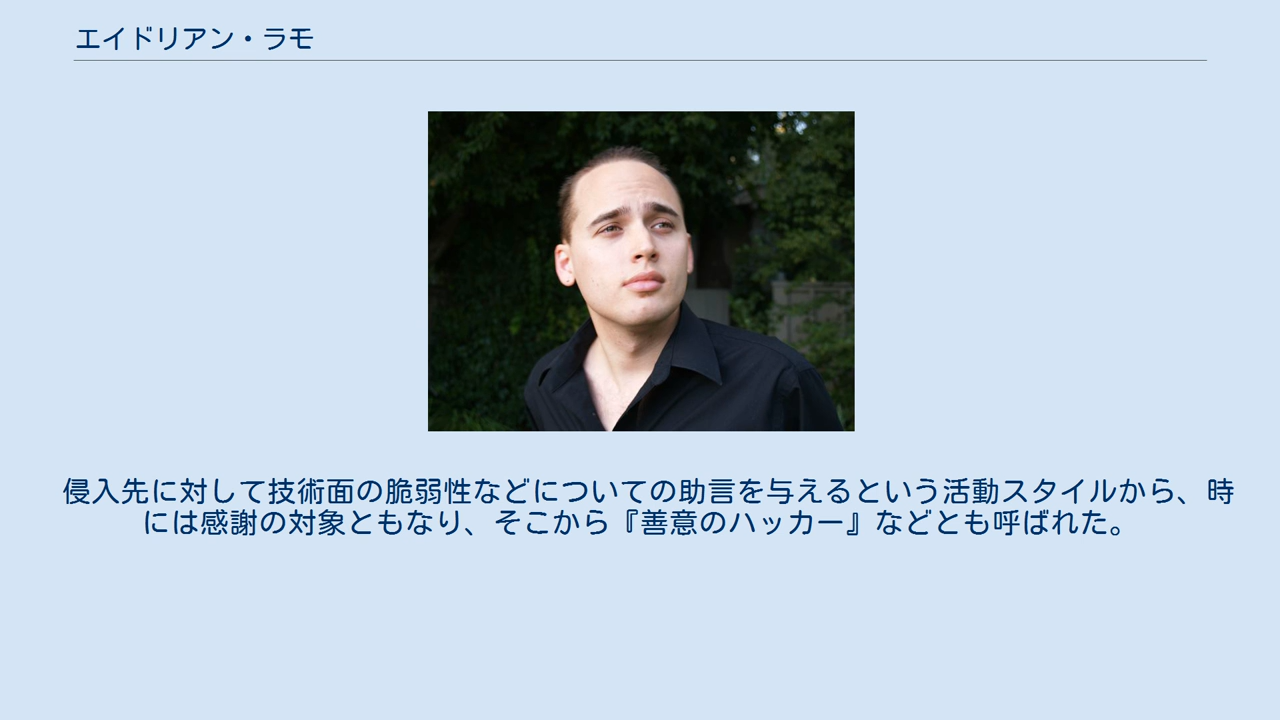 エイドリアン・ラモ
侵入先に対して技術面の脆弱性などについての助言を与えるという活動スタイルから、時
には感謝の対象ともなり、そこから『善意のハッカー』などとも呼ばれた。